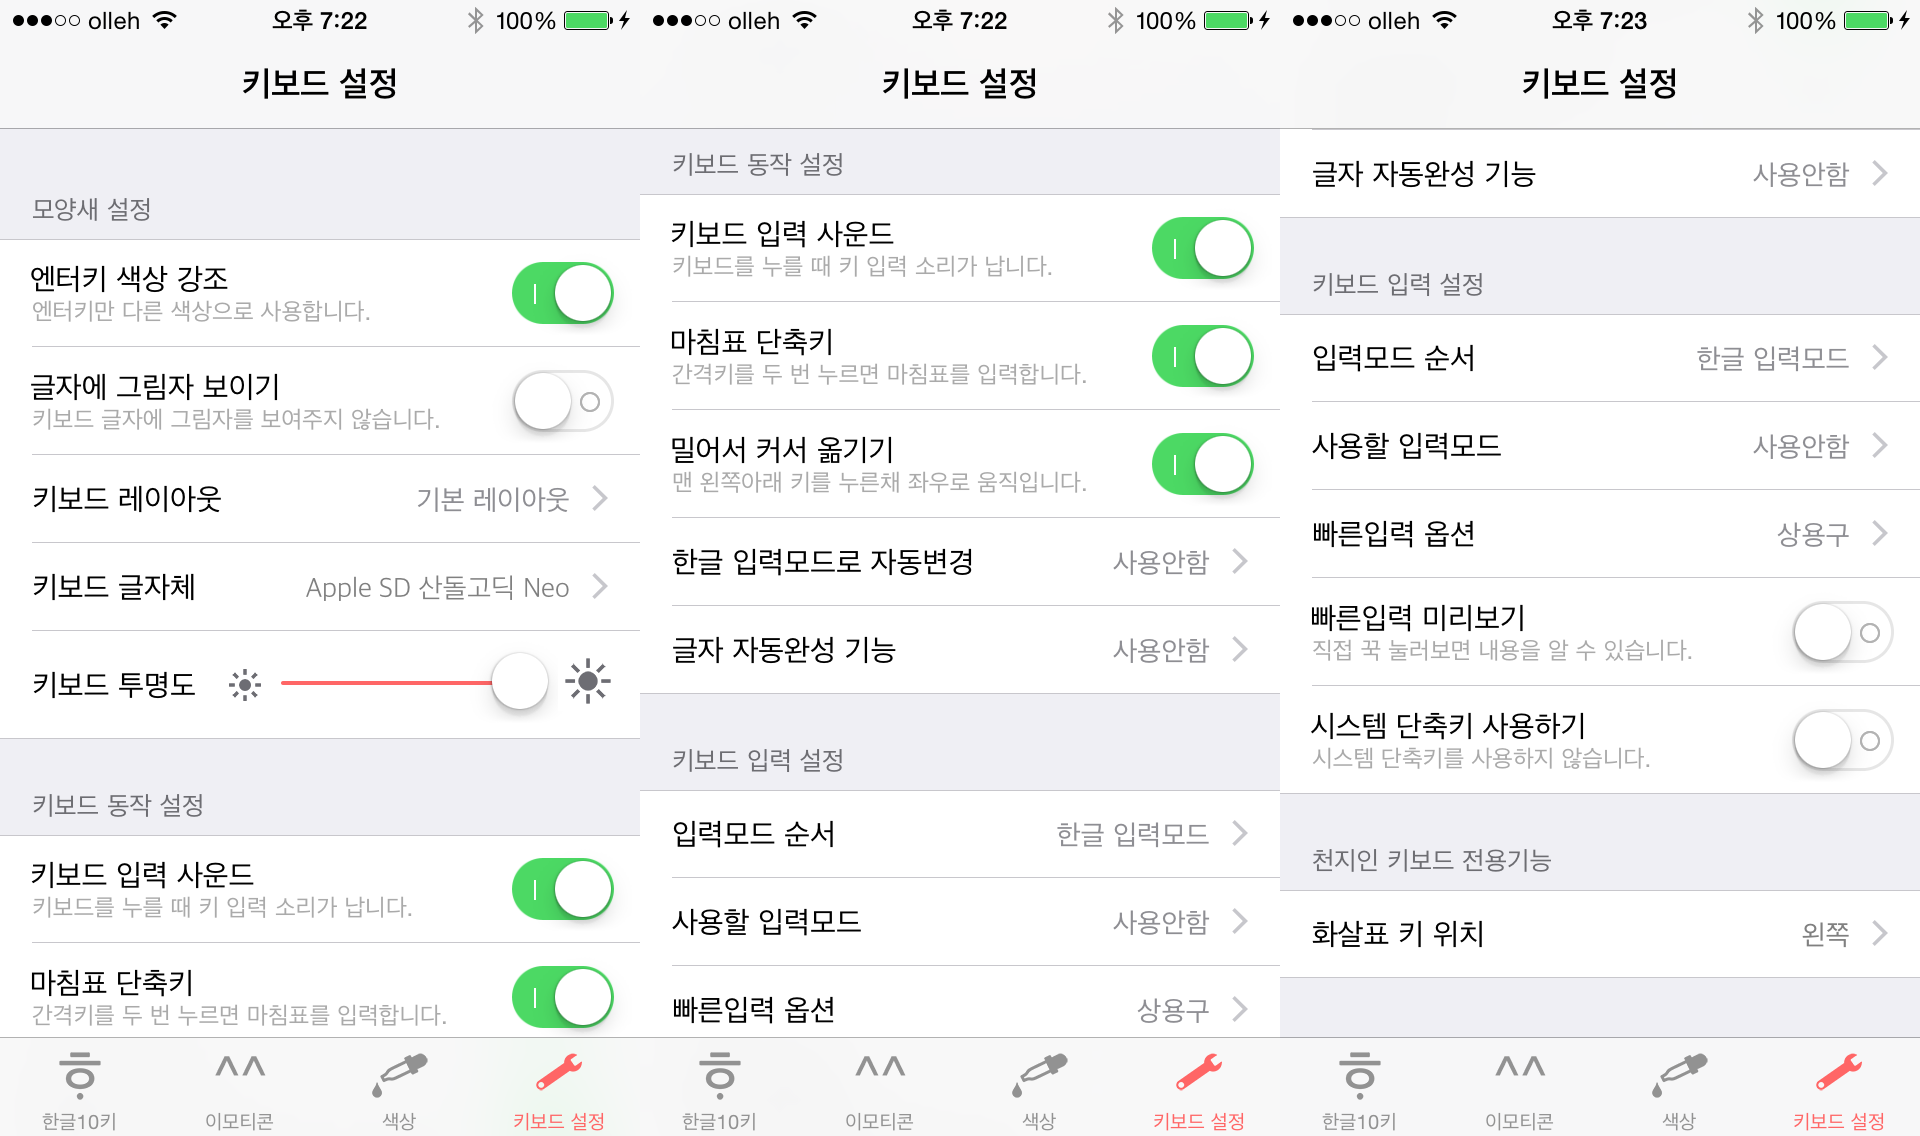 olleh 오후 7:22 100%
키보드 설정
모양새 설정
엔터키 색상 강조
엔터키만 다른 색상으로 사용합니다.
글자에 그림자 보이기
키보드 글자에 그림자를 보여주지 않습니다.
키보드 레이아웃 기본 레이아웃
키보드 글자체 Apple SD 산돌고딕 Neo
키보드 투명도
키보드 동작 설정
키보드 입력 사운드
키보드를 누를 때 키 입력 소리가 납니다.
마침표 단축키
간격키를 두 번 누르면 마침표를 입력합니다.
한글10키 이모티콘 색상 키보드 설정
olleh 오후 7:22 100%
키보드 설정
키보드 동작 설정
키보드 입력 사운드
키보드를 누를 때 키 입력 소리가 납니다.
마침표 단축키
간격키를 두 번 누르면 마침표를 입력합니다.
밀어서 커서 옮기기
맨 왼쪽아래 키를 누른채 좌우로 움직입니다.
한글 입력모드로 자동변경 사용안함
글자 자동완성 기능 사용안함
키보드 입력 설정
입력모드 순서 한글 입력모드
사용할 입력모드 사용안함
빠른입력 옵션 상용구
한글10키 이모티콘 색상 키보드 설정
olleh 오후 7:23 100%
키보드 설정
글자 자동완성 기능 사용안함
키보드 입력 설정
입력모드 순서 한글 입력모드
사용할 입력모드 사용안함
빠른입력 옵션 상용구
빠른입력 미리보기
직접 꾹 눌러보면 내용을 알 수 있습니다.
시스템 단축키 사용하기
시스템 단축키를 사용하지 않습니다.
천지인 키보드 전용기능
화살표 키 위치 왼쪽
한글10키 이모티콘 색상 키보드 설정